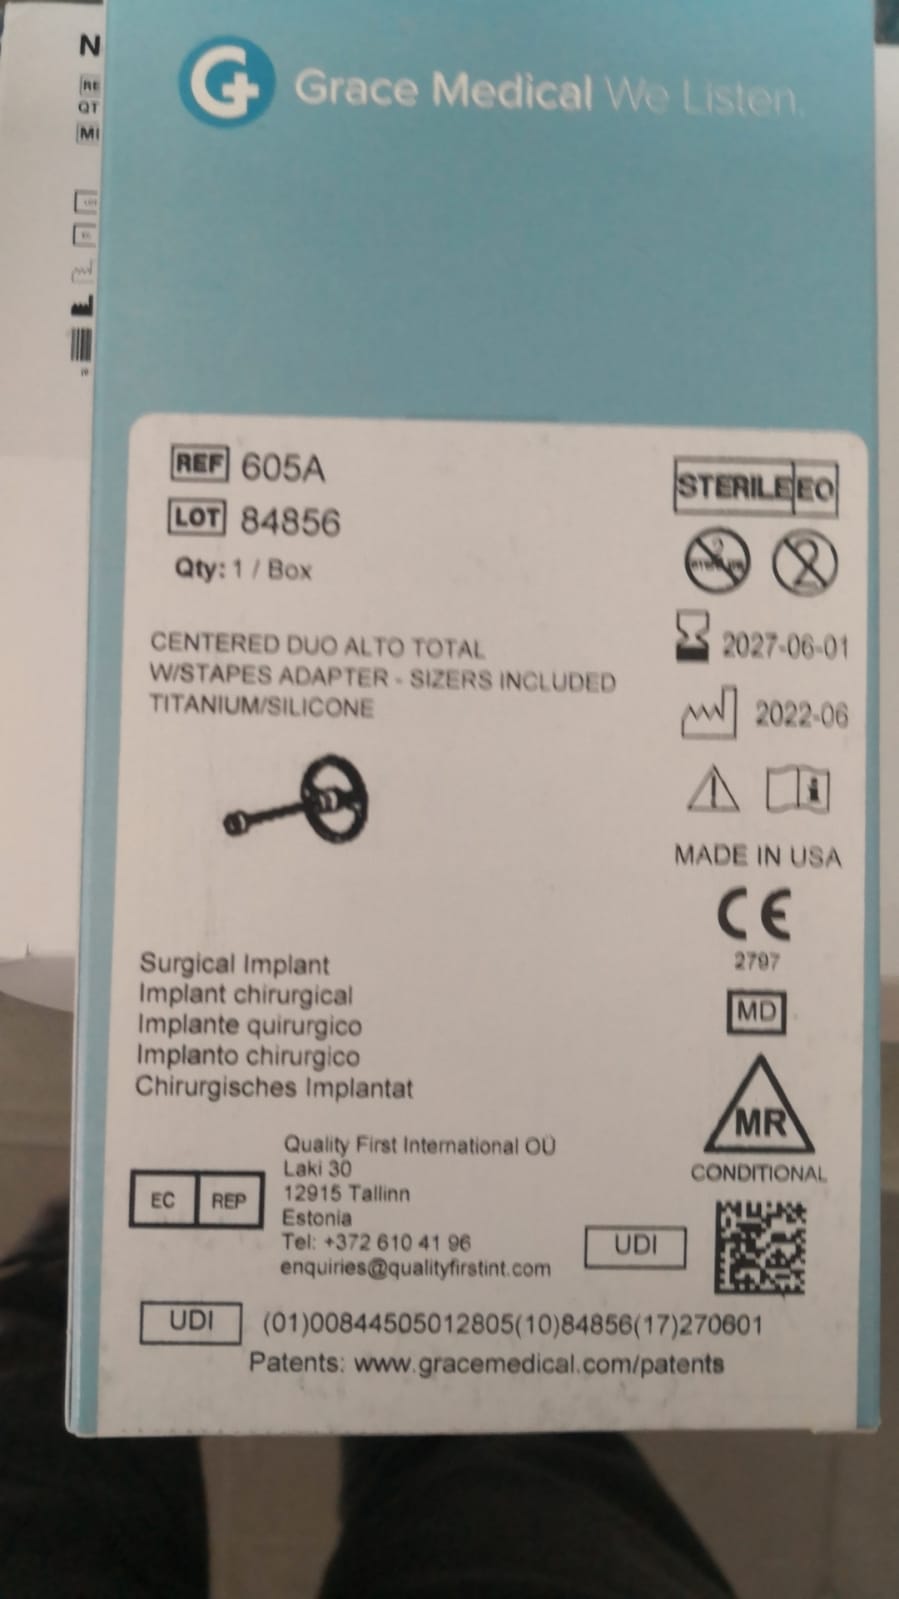 Grace Medical We Listen.
N
RE
QT
MI
REF 605A
LOT 84856
Qty: 1 / Box
CENTERED DUO ALTO TOTAL
W/STAPES ADAPTER - SIZERS INCLUDED
TITANIUM/SILICONE
STERILE EO
2
2027-06-01
2022-06
MADE IN USA
CE
2797
MD
MR
CONDITIONAL
Surgical Implant
Implant chirurgical
Implante quirurgico
Implanto chirurgico
Chirurgisches Implantat
EC REP
Quality First International OÜ
Laki 30
12915 Tallinn
Estonia
Tel: +372 610 41 96
enquiries@qualityfirstint.com
UDI
UDI (01)00844505012805(10)84856(17)270601
Patents: www.gracemedical.com/patents